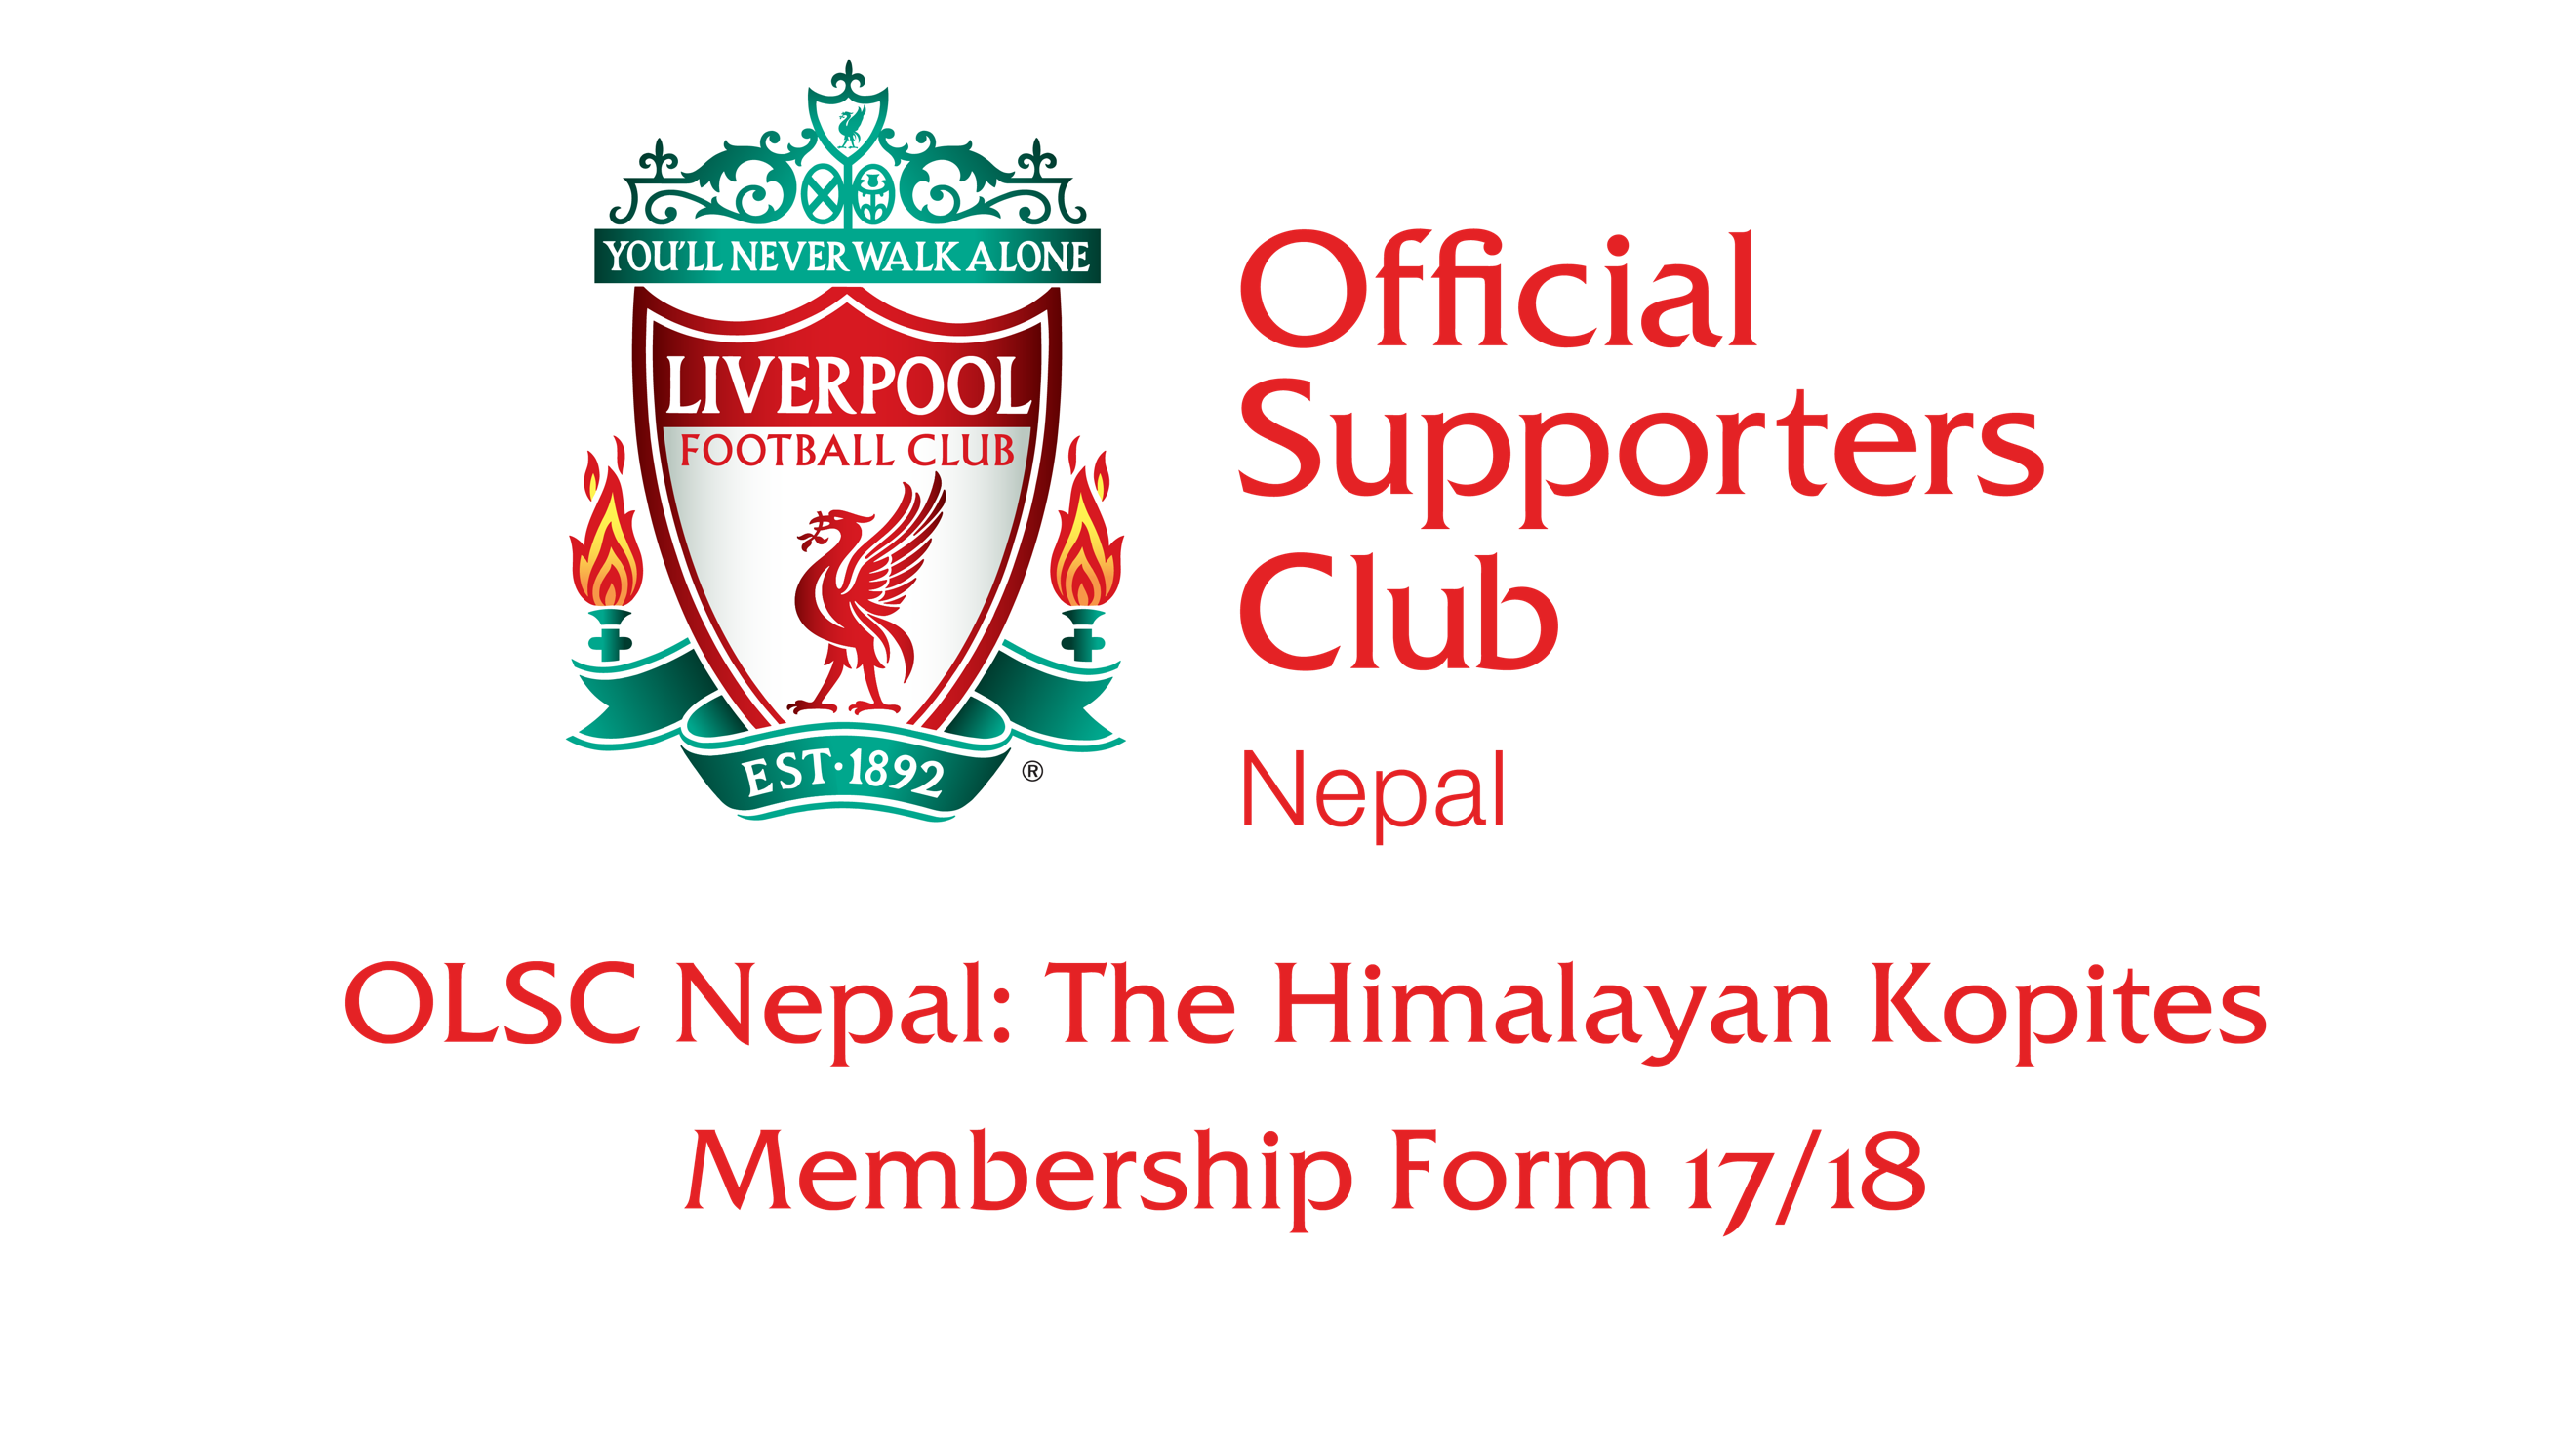 YOU'LL NEVER WALK ALONE
LIVERPOOL
FOOTBALL CLUB
EST·1892
®
Official
Supporters
Club
Nepal
OLSC Nepal: The Himalayan Kopites
Membership Form 17/18